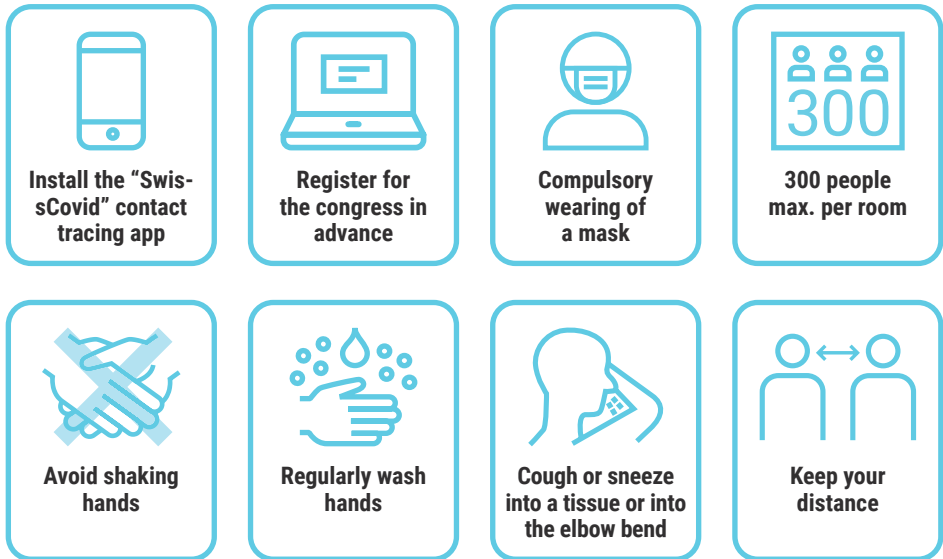 Install the “Swis-
sCovid” contact
tracing app
Register for
the congress in
advance
Compulsory
wearing of
a mask
300
300 people
max. per room
Avoid shaking
hands
Regularly wash
hands
Cough or sneeze
into a tissue or into
the elbow bend
Keep your
distance